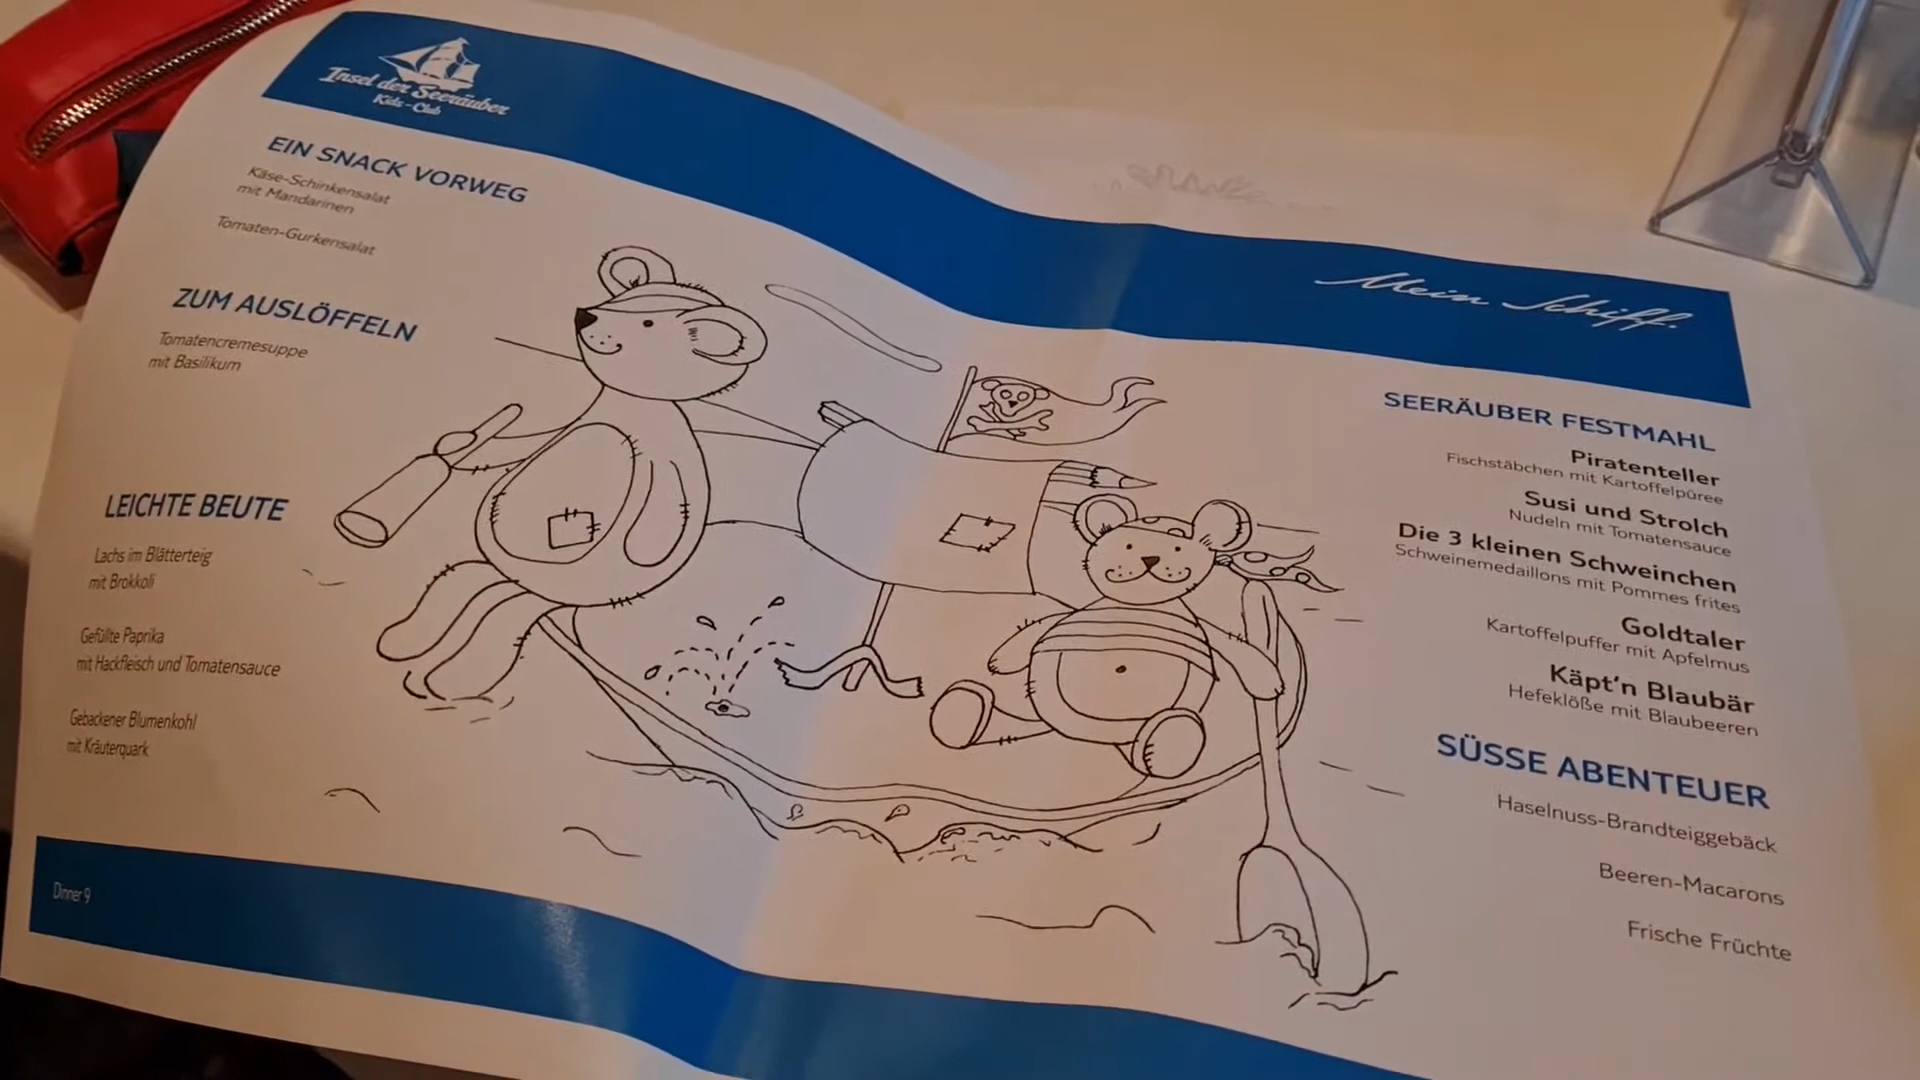 Insel der Seeräuber
Kids-Club
EIN SNACK VORWEG
Käse-Schinkensalat
mit Mandarinen
Tomaten-Gurkensalat
ZUM AUSLÖFFELN
Tomatencremesuppe
mit Basilikum
LEICHTE BEUTE
Lachs im Blätterteig
mit Brokkoli
Gefüllte Paprika
mit Hackfleisch und Tomatensauce
Gebackener Blumenkohl
mit Kräuterquark
Dinner 9
Mein Schiff.
SEERÄUBER FESTMAHL
Piratenteller
Fischstäbchen mit Kartoffelpüree
Susi und Strolch
Nudeln mit Tomatensauce
Die 3 kleinen Schweinchen
Schweinemedaillons mit Pommes frites
Goldtaler
Kartoffelpuffer mit Apfelmus
Käpt'n Blaubär
Hefeklöße mit Blaubeeren
SÜSSE ABENTEUER
Haselnuss-Brandteiggebäck
Beeren-Macarons
Frische Früchte